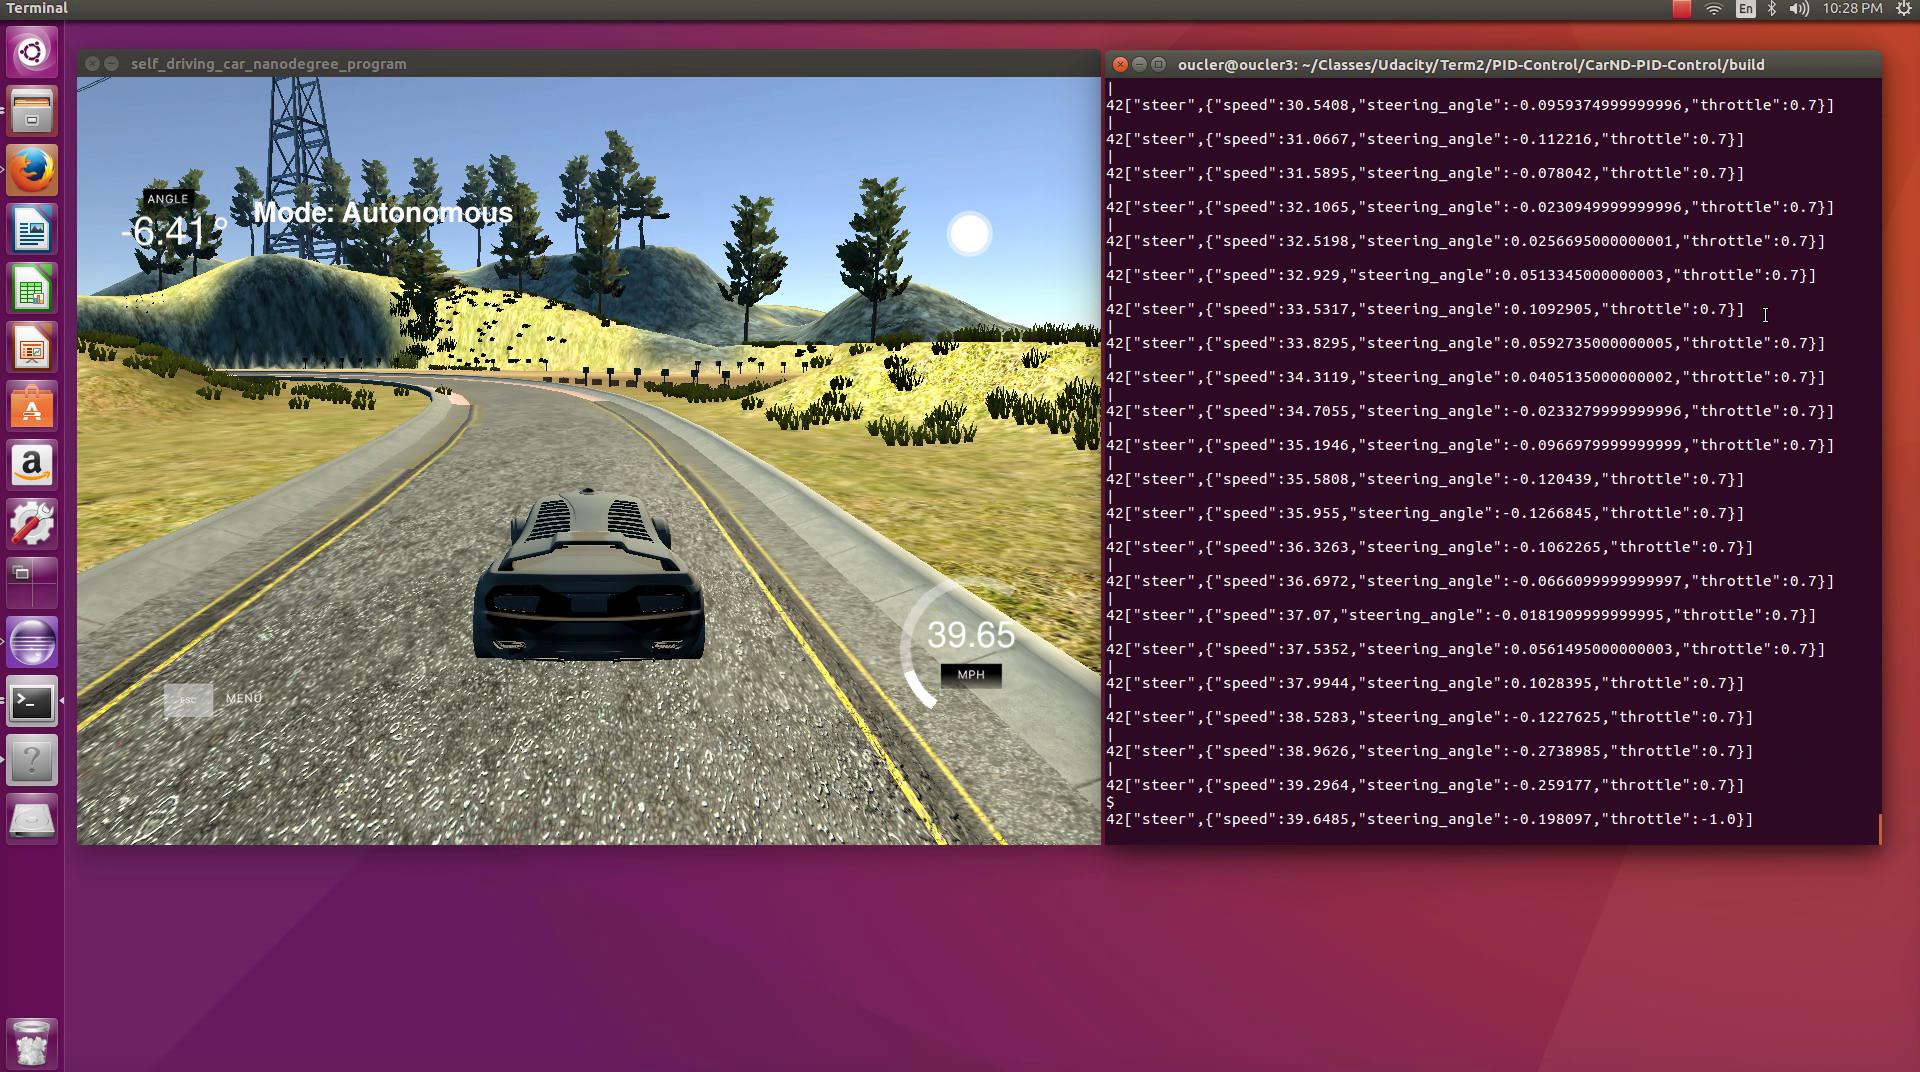 Terminal
En
10:28 PM
self_driving_car_nanodegree_program
ANGLE
-6.41°
Mode: Autonomous
39.65
MPH
ESC
MENU
a
>_
?
oucler@oucler3: ~/Classes/Udacity/Term2/PID-Control/CarND-PID-Control/build
|
42["steer",{"speed":30.5408,"steering_angle":-0.0959374999999996,"throttle":0.7}]
|
42["steer",{"speed":31.0667,"steering_angle":-0.112216,"throttle":0.7}]
|
42["steer",{"speed":31.5895,"steering_angle":-0.078042,"throttle":0.7}]
|
42["steer",{"speed":32.1065,"steering_angle":-0.0230949999999996,"throttle":0.7}]
|
42["steer",{"speed":32.5198,"steering_angle":0.0256695000000001,"throttle":0.7}]
|
42["steer",{"speed":32.929,"steering_angle":0.0513345000000003,"throttle":0.7}]
|
42["steer",{"speed":33.5317,"steering_angle":0.1092905,"throttle":0.7}]
|
42["steer",{"speed":33.8295,"steering_angle":0.0592735000000005,"throttle":0.7}]
|
42["steer",{"speed":34.3119,"steering_angle":0.0405135000000002,"throttle":0.7}]
|
42["steer",{"speed":34.7055,"steering_angle":-0.0233279999999996,"throttle":0.7}]
|
42["steer",{"speed":35.1946,"steering_angle":-0.0966979999999999,"throttle":0.7}]
|
42["steer",{"speed":35.5808,"steering_angle":-0.120439,"throttle":0.7}]
|
42["steer",{"speed":35.955,"steering_angle":-0.1266845,"throttle":0.7}]
|
42["steer",{"speed":36.3263,"steering_angle":-0.1062265,"throttle":0.7}]
|
42["steer",{"speed":36.6972,"steering_angle":-0.0666099999999997,"throttle":0.7}]
|
42["steer",{"speed":37.07,"steering_angle":-0.0181909999999995,"throttle":0.7}]
|
42["steer",{"speed":37.5352,"steering_angle":0.0561495000000003,"throttle":0.7}]
|
42["steer",{"speed":37.9944,"steering_angle":0.1028395,"throttle":0.7}]
|
42["steer",{"speed":38.5283,"steering_angle":-0.1227625,"throttle":0.7}]
|
42["steer",{"speed":38.9626,"steering_angle":-0.2738985,"throttle":0.7}]
|
42["steer",{"speed":39.2964,"steering_angle":-0.259177,"throttle":0.7}]
$
42["steer",{"speed":39.6485,"steering_angle":-0.198097,"throttle":-1.0}]